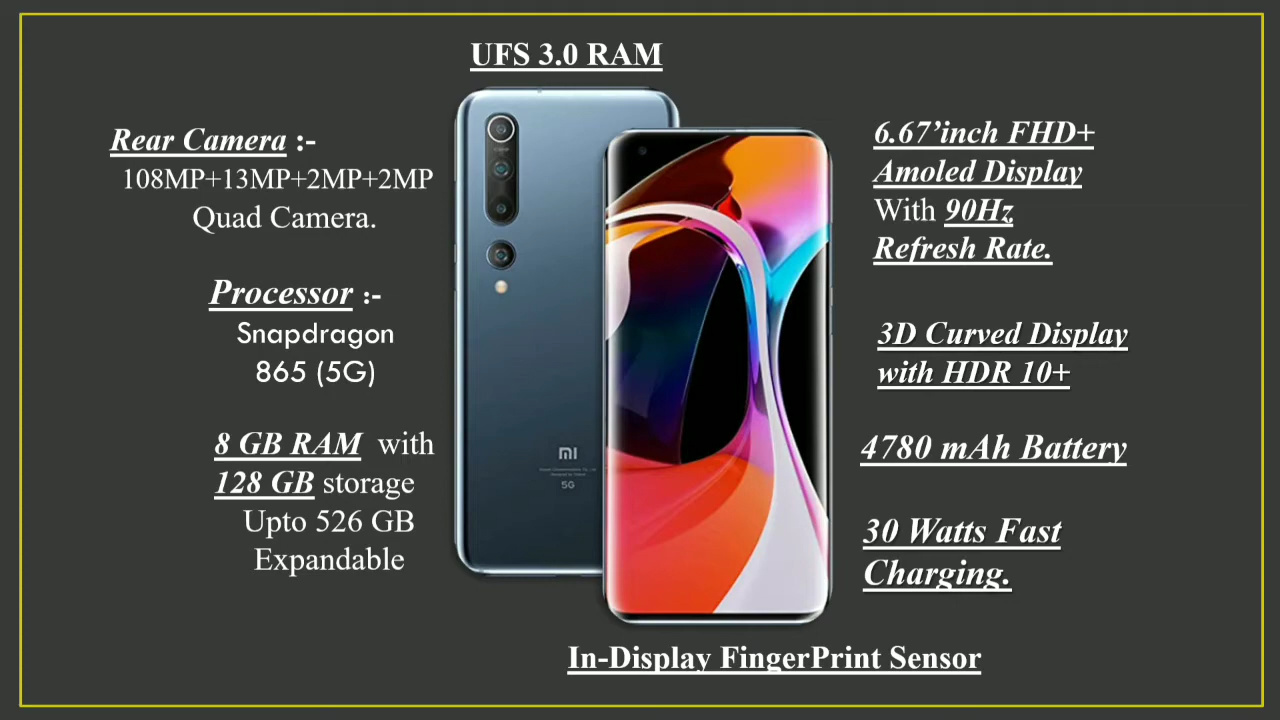 UFS 3.0 RAM
Rear Camera :-
108MP+13MP+2MP+2MP
Quad Camera.
Processor :-
Snapdragon
865 (5G)
8 GB RAM with
128 GB storage
Upto 526 GB
Expandable
mi
5G
6.67’inch FHD+
Amoled Display
With 90Hz
Refresh Rate.
3D Curved Display
with HDR 10+
4780 mAh Battery
30 Watts Fast
Charging.
In-Display FingerPrint Sensor